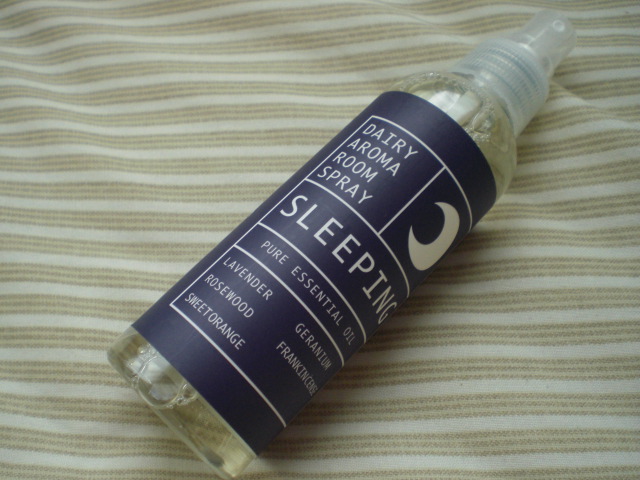 DAIRY
AROMA
ROOM
SPRAY
SLEEPING
PURE ESSENTIAL OIL
LAVENDER
ROSEWOOD
SWEETORANGE
GERANIUM